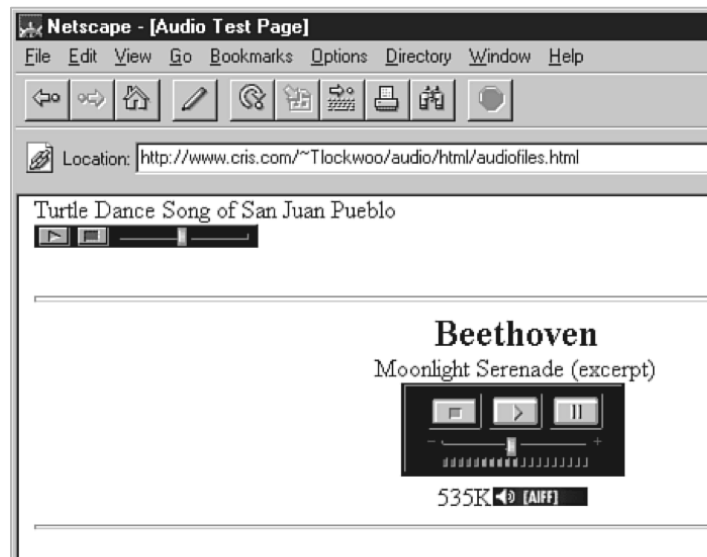 Netscape - [Audio Test Page]
File Edit View Go Bookmarks Options Directory Window Help
Location: http://www.cris.com/~Tlockwoo/audio/html/audiofiles.html
Turtle Dance Song of San Juan Pueblo
Beethoven
Moonlight Serenade (excerpt)
- +
535K [AIFF]